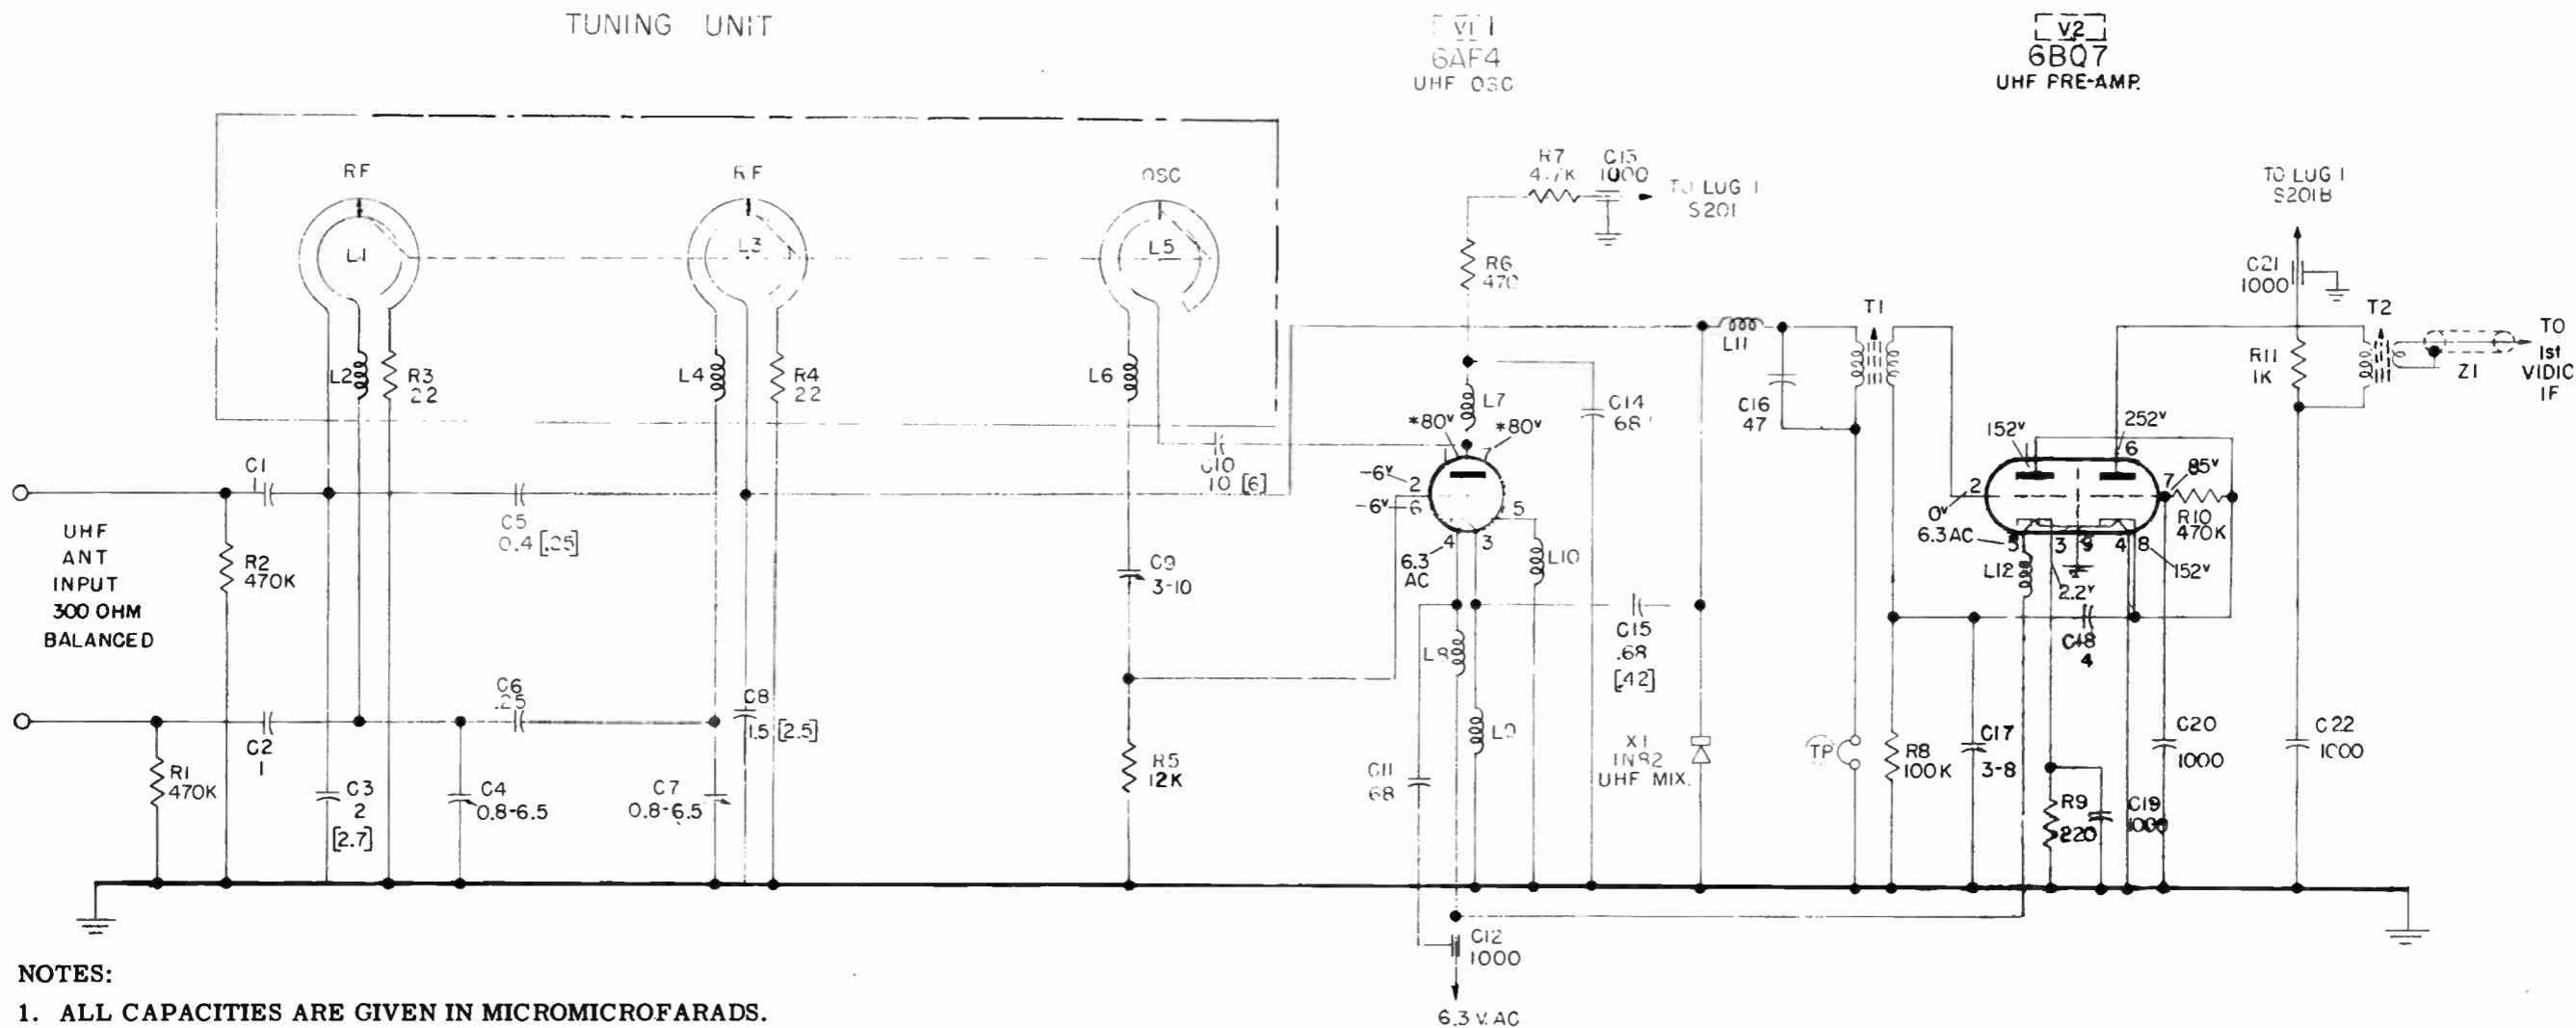 TUNING UNIT
V1
6AF4
UHF OSC
V2
6BQ7
UHF PRE-AMP.
RF
RF
OSC
L1
L3
L5
R7
4.7K
1000
TO LUG 1
S201
TO LUG 1
S201B
R6
470
C21
1000
T1
T2
TO
1st
VIDIO
IF
Z1
L2
R3
22
L4
R4
22
L6
L7
*80V
*80V
C14
68
L11
C16
47
R11
1K
152V
252V
6
C1
1
C5
0.4 [.25]
C10
10 [6]
-6V
2
-6V
6
1
7
5
4
3
6.3
AC
L10
2
0V
6.3 AC
5
3
9
4
8
7
85V
R10
470K
152V
L12
2.2V
C18
4
UHF
ANT
INPUT
300 OHM
BALANCED
R2
470K
C9
3-10
L8
L9
C15
.68
[.42]
C6
.25
C8
1.5 [2.5]
C2
1
R1
470K
C3
2
[2.7]
C4
0.8-6.5
C7
0.8-6.5
R5
12K
C11
68
X1
1N82
UHF MIX.
TP
R8
100K
C17
3-8
R9
220
C19
1000
C20
1000
C22
1000
C12
1000
6.3 V. AC
NOTES:
1. ALL CAPACITIES ARE GIVEN IN MICROMICROFARADS.